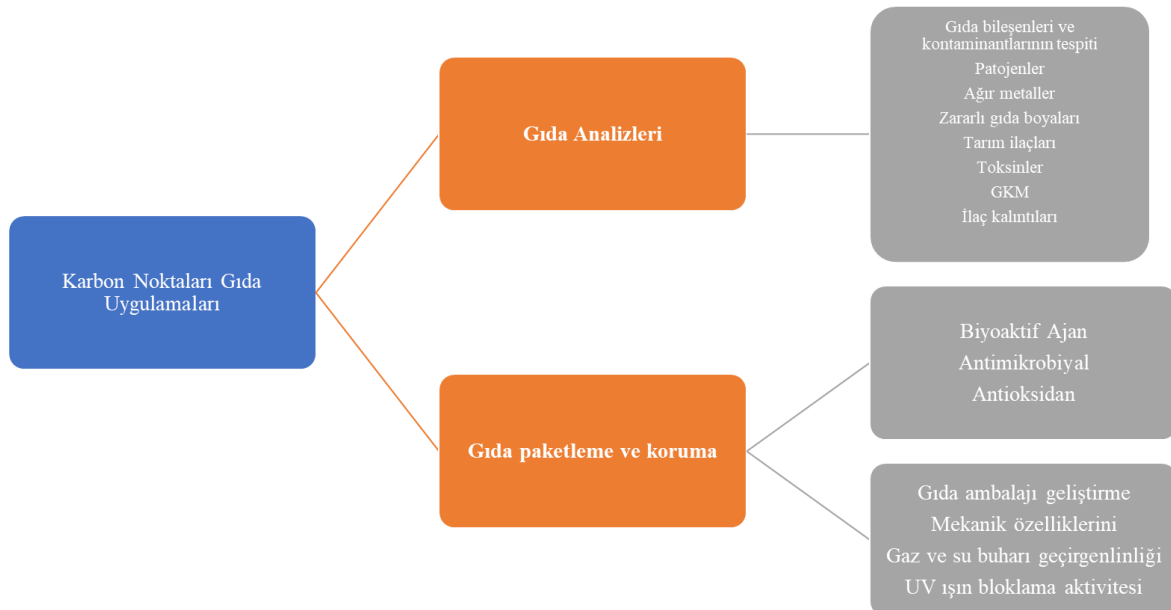 Karbon Noktaları Gıda
Uygulamaları
Gıda Analizleri
Gıda bileşenleri ve
kontaminantlarının tespiti
Patojenler
Ağır metaller
Zararlı gıda boyaları
Tarım ilaçları
Toksinler
GKM
İlaç kalıntıları
Gıda paketleme ve koruma
Biyoaktif Ajan
Antimikrobiyal
Antioksidan
Gıda ambalajı geliştirme
Mekanik özelliklerini
Gaz ve su buharı geçirgenlinliği
UV ışın bloklama aktivitesi